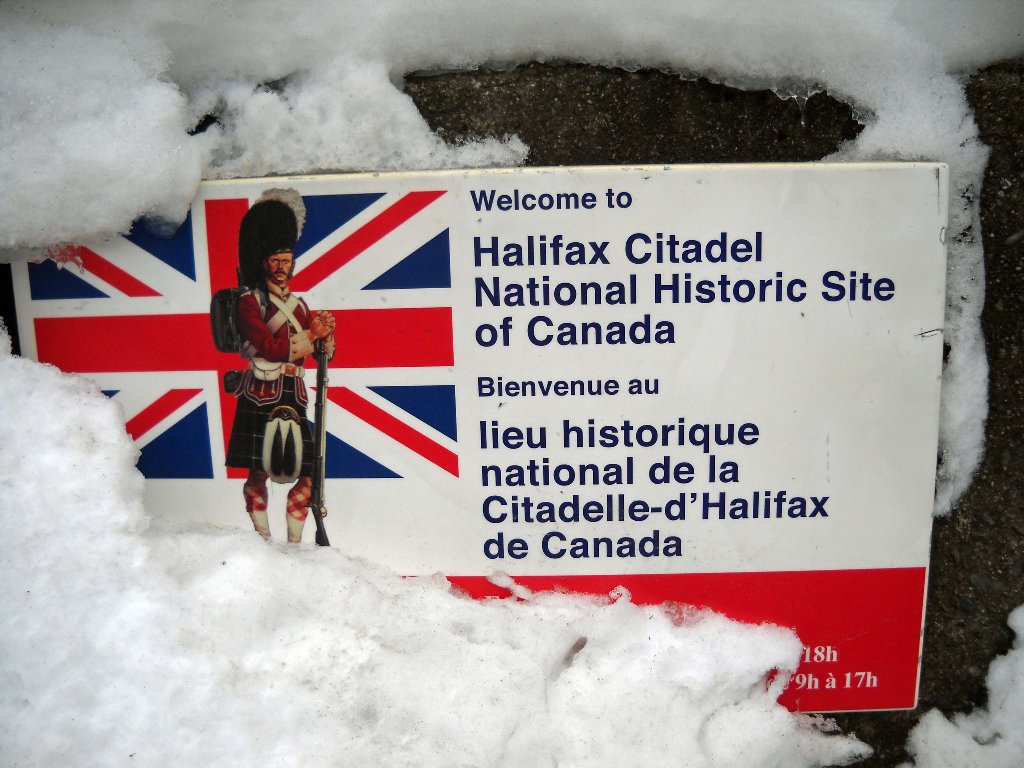 Welcome to
Halifax Citadel
National Historic Site
of Canada
Bienvenue au
lieu historique
national de la
Citadelle-d'Halifax
de Canada
18h
9h à 17h